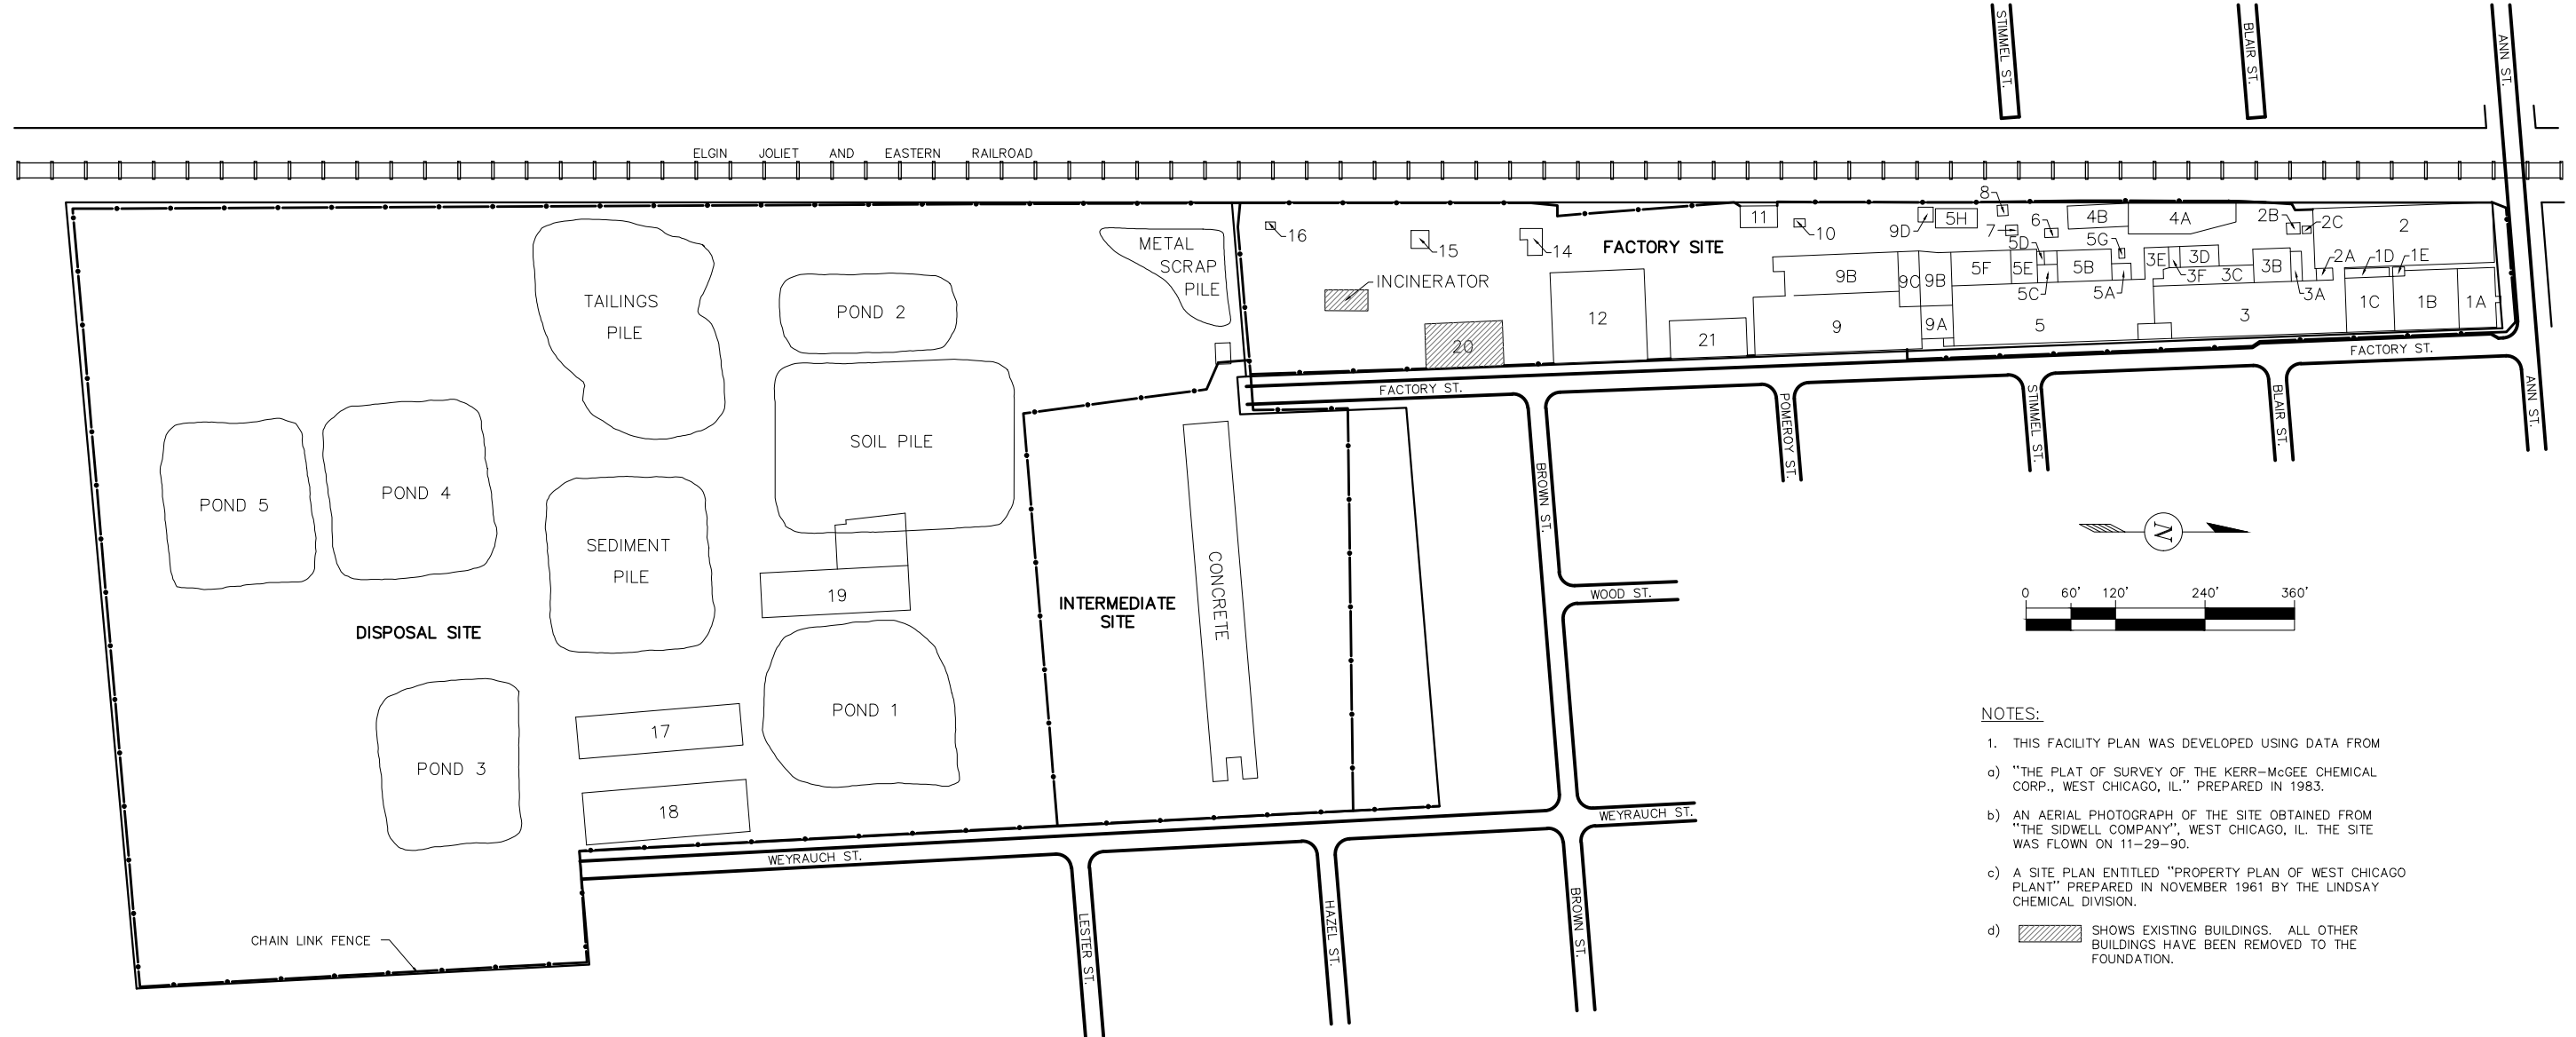 STIMMEL ST.
BLAIR ST.
ANN ST.
ELGIN JOLIET AND EASTERN RAILROAD
8
11
5H
9D
7
6
4B
4A
2B
2C
2
16
15
14
10
FACTORY SITE
5D
5G
METAL
SCRAP
PILE
INCINERATOR
9B
9C
9B
5F
5E
5B
3E
3D
3F
3C
3B
2A
1D
1E
5C
5A
3A
1C
1B
1A
TAILINGS
PILE
POND 2
12
20
21
9
9A
5
3
FACTORY ST.
FACTORY ST.
POMEROY ST.
STIMMEL ST.
BLAIR ST.
ANN ST.
SOIL PILE
POND 5
POND 4
BROWN ST.
N
SEDIMENT
PILE
19
CONCRETE
WOOD ST.
0 60' 120' 240' 360'
INTERMEDIATE
SITE
DISPOSAL SITE
POND 1
17
POND 3
18
WEYRAUCH ST.
WEYRAUCH ST.
CHAIN LINK FENCE
LESTER ST.
HAZEL ST.
BROWN ST.
NOTES:
1. THIS FACILITY PLAN WAS DEVELOPED USING DATA FROM
a) "THE PLAT OF SURVEY OF THE KERR-McGEE CHEMICAL
CORP., WEST CHICAGO, IL." PREPARED IN 1983.
b) AN AERIAL PHOTOGRAPH OF THE SITE OBTAINED FROM
"THE SIDWELL COMPANY", WEST CHICAGO, IL. THE SITE
WAS FLOWN ON 11-29-90.
c) A SITE PLAN ENTITLED "PROPERTY PLAN OF WEST CHICAGO
PLANT" PREPARED IN NOVEMBER 1961 BY THE LINDSAY
CHEMICAL DIVISION.
d) SHOWS EXISTING BUILDINGS. ALL OTHER
BUILDINGS HAVE BEEN REMOVED TO THE
FOUNDATION.